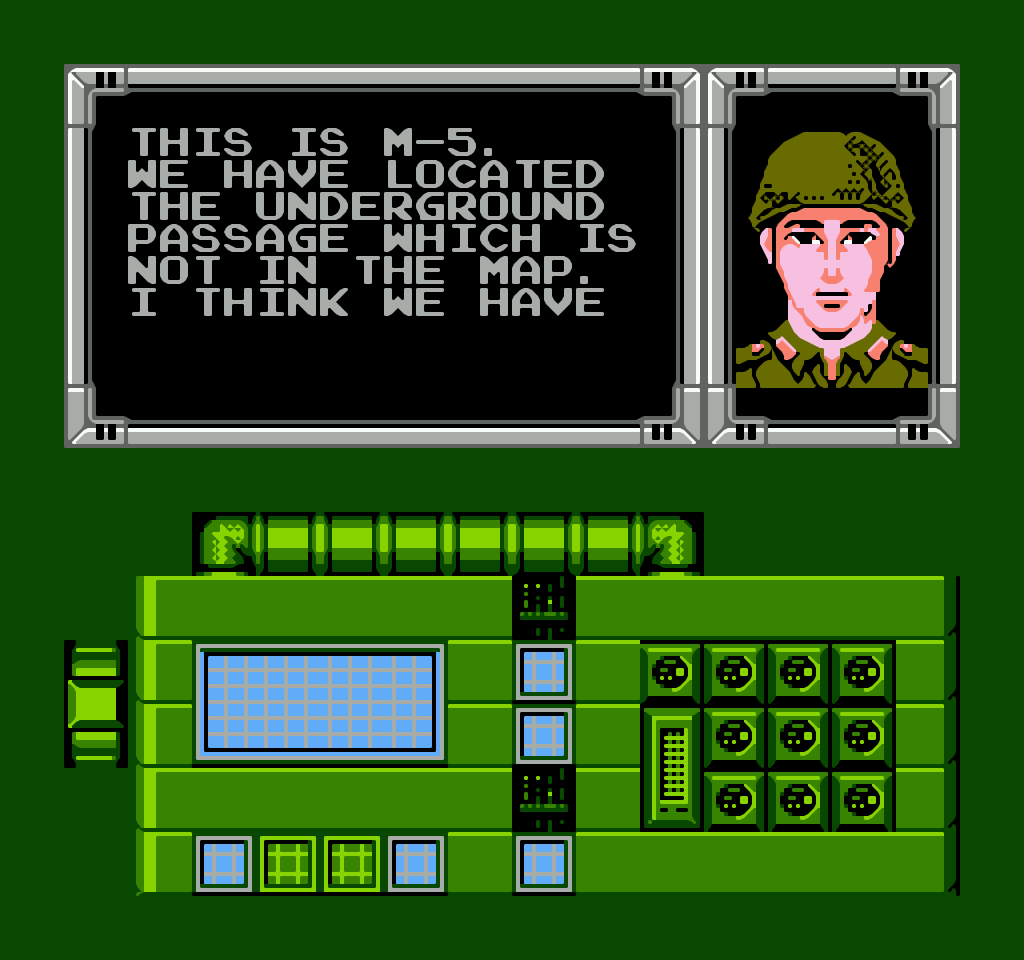 THIS IS M-5.
WE HAVE LOCATED
THE UNDERGROUND
PASSAGE WHICH IS
NOT IN THE MAP.
I THINK WE HAVE